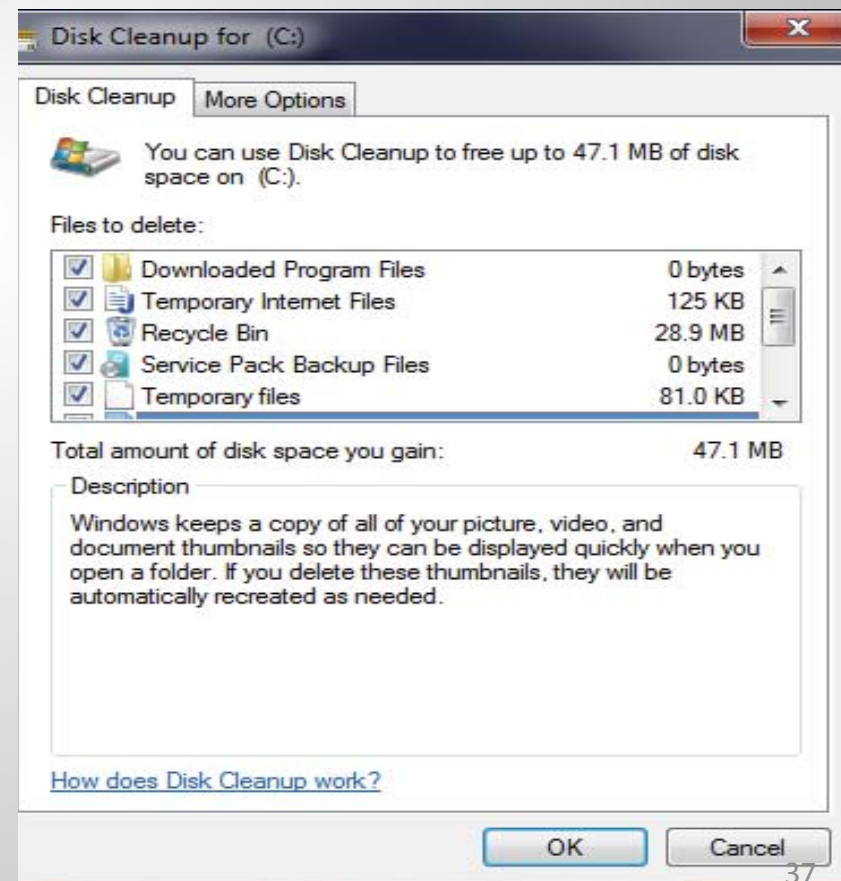 Disk Cleanup for (C:)
Disk Cleanup More Options
You can use Disk Cleanup to free up to 47.1 MB of disk
space on (C:).
Files to delete:
Downloaded Program Files 0 bytes
Temporary Internet Files 125 KB
Recycle Bin 28.9 MB
Service Pack Backup Files 0 bytes
Temporary files 81.0 KB
Total amount of disk space you gain: 47.1 MB
Description
Windows keeps a copy of all of your picture, video, and
document thumbnails so they can be displayed quickly when you
open a folder. If you delete these thumbnails, they will be
automatically recreated as needed.
How does Disk Cleanup work?
OK Cancel
37